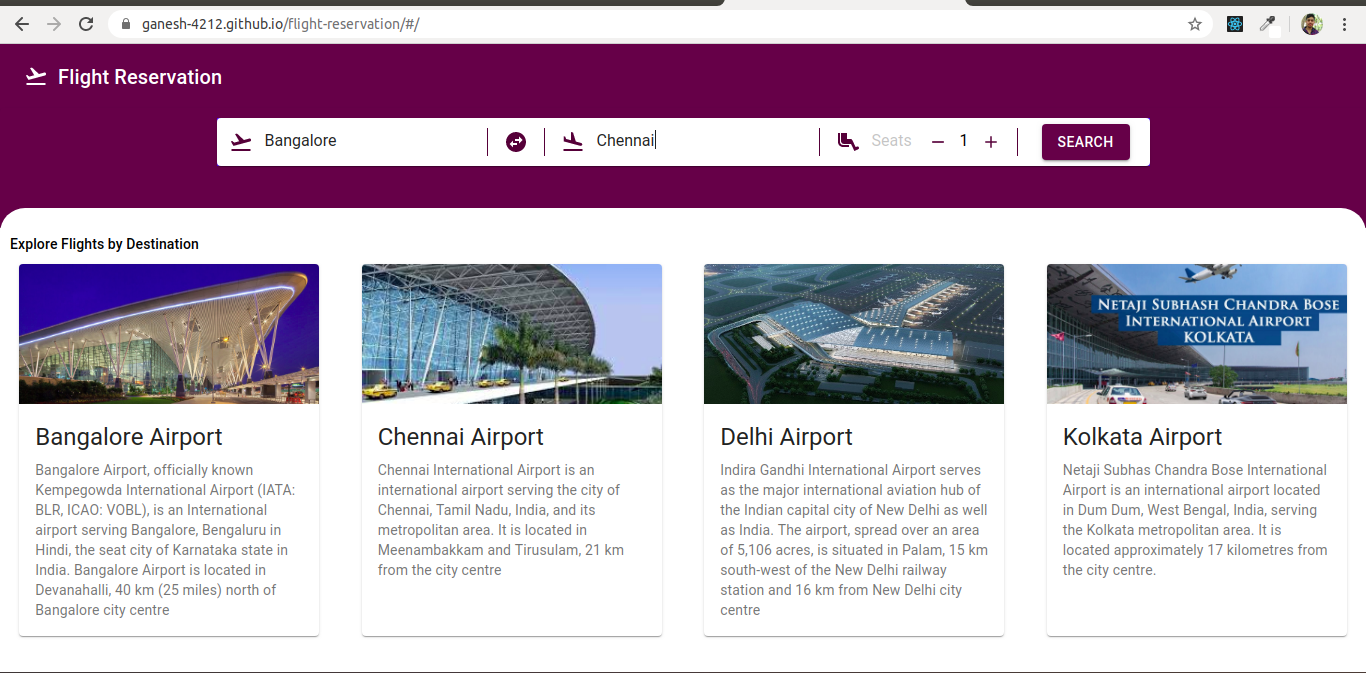 ganesh-4212.github.io/flight-reservation/#/
Flight Reservation
Bangalore
Chennai
Seats
1
SEARCH
Explore Flights by Destination
Bangalore Airport
Bangalore Airport, officially known
Kempegowda International Airport (IATA:
BLR, ICAO: VOBL), is an International
airport serving Bangalore, Bengaluru in
Hindi, the seat city of Karnataka state in
India. Bangalore Airport is located in
Devanahalli, 40 km (25 miles) north of
Bangalore city centre
Chennai Airport
Chennai International Airport is an
international airport serving the city of
Chennai, Tamil Nadu, India, and its
metropolitan area. It is located in
Meenambakkam and Tirusulam, 21 km
from the city centre
Delhi Airport
Indira Gandhi International Airport serves
as the major international aviation hub of
the Indian capital city of New Delhi as well
as India. The airport, spread over an area
of 5,106 acres, is situated in Palam, 15 km
south-west of the New Delhi railway
station and 16 km from New Delhi city
centre
NETAJI SUBHASH CHANDRA BOSE
INTERNATIONAL AIRPORT
KOLKATA
Kolkata Airport
Netaji Subhas Chandra Bose International
Airport is an international airport located
in Dum Dum, West Bengal, India, serving
the Kolkata metropolitan area. It is
located approximately 17 kilometres from
the city centre.